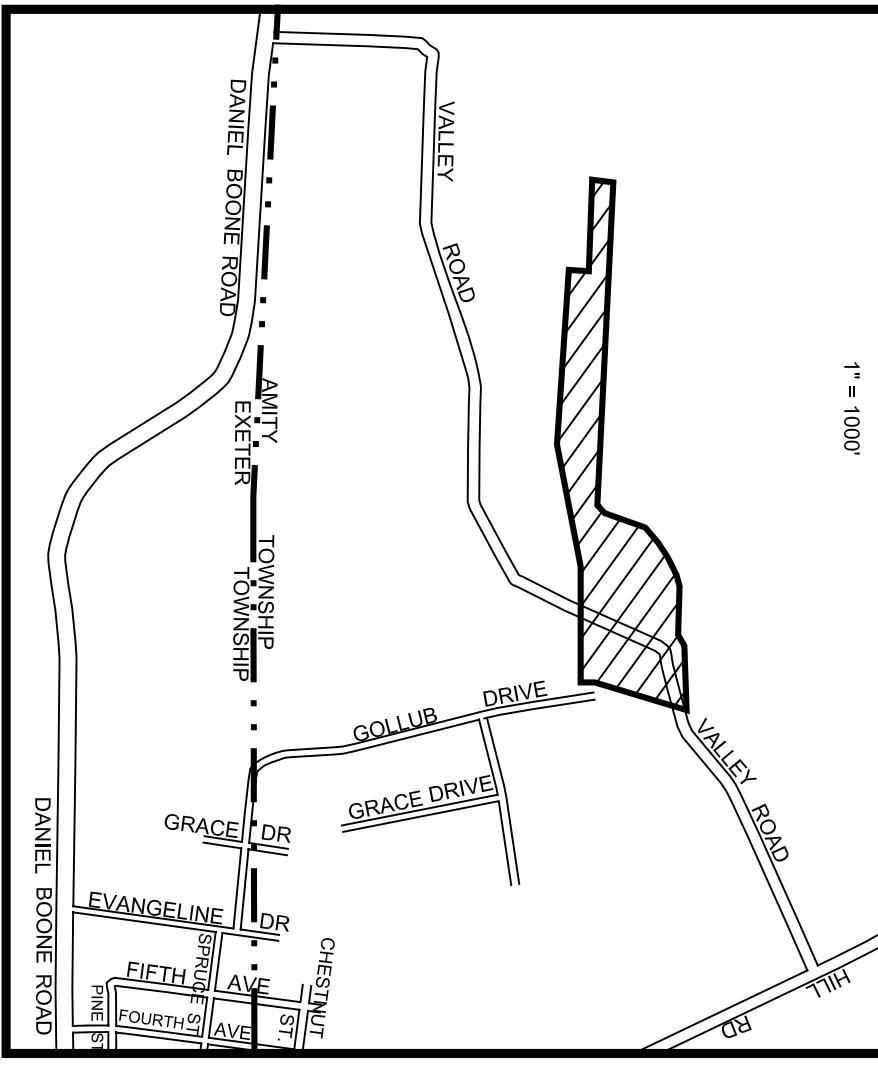 DANIEL BOONE ROAD
VALLEY
ROAD
1" = 1000'
AMITY
EXETER
TOWNSHIP
TOWNSHIP
GOLLUB DRIVE
GRACE DRIVE
VALLEY ROAD
GRACE DR
DANIEL BOONE ROAD
EVANGELINE DR
SPRUCE ST
CHESTNUT
ST.
FIFTH AVE
PINE ST
FOURTH AVE
HILL
RD